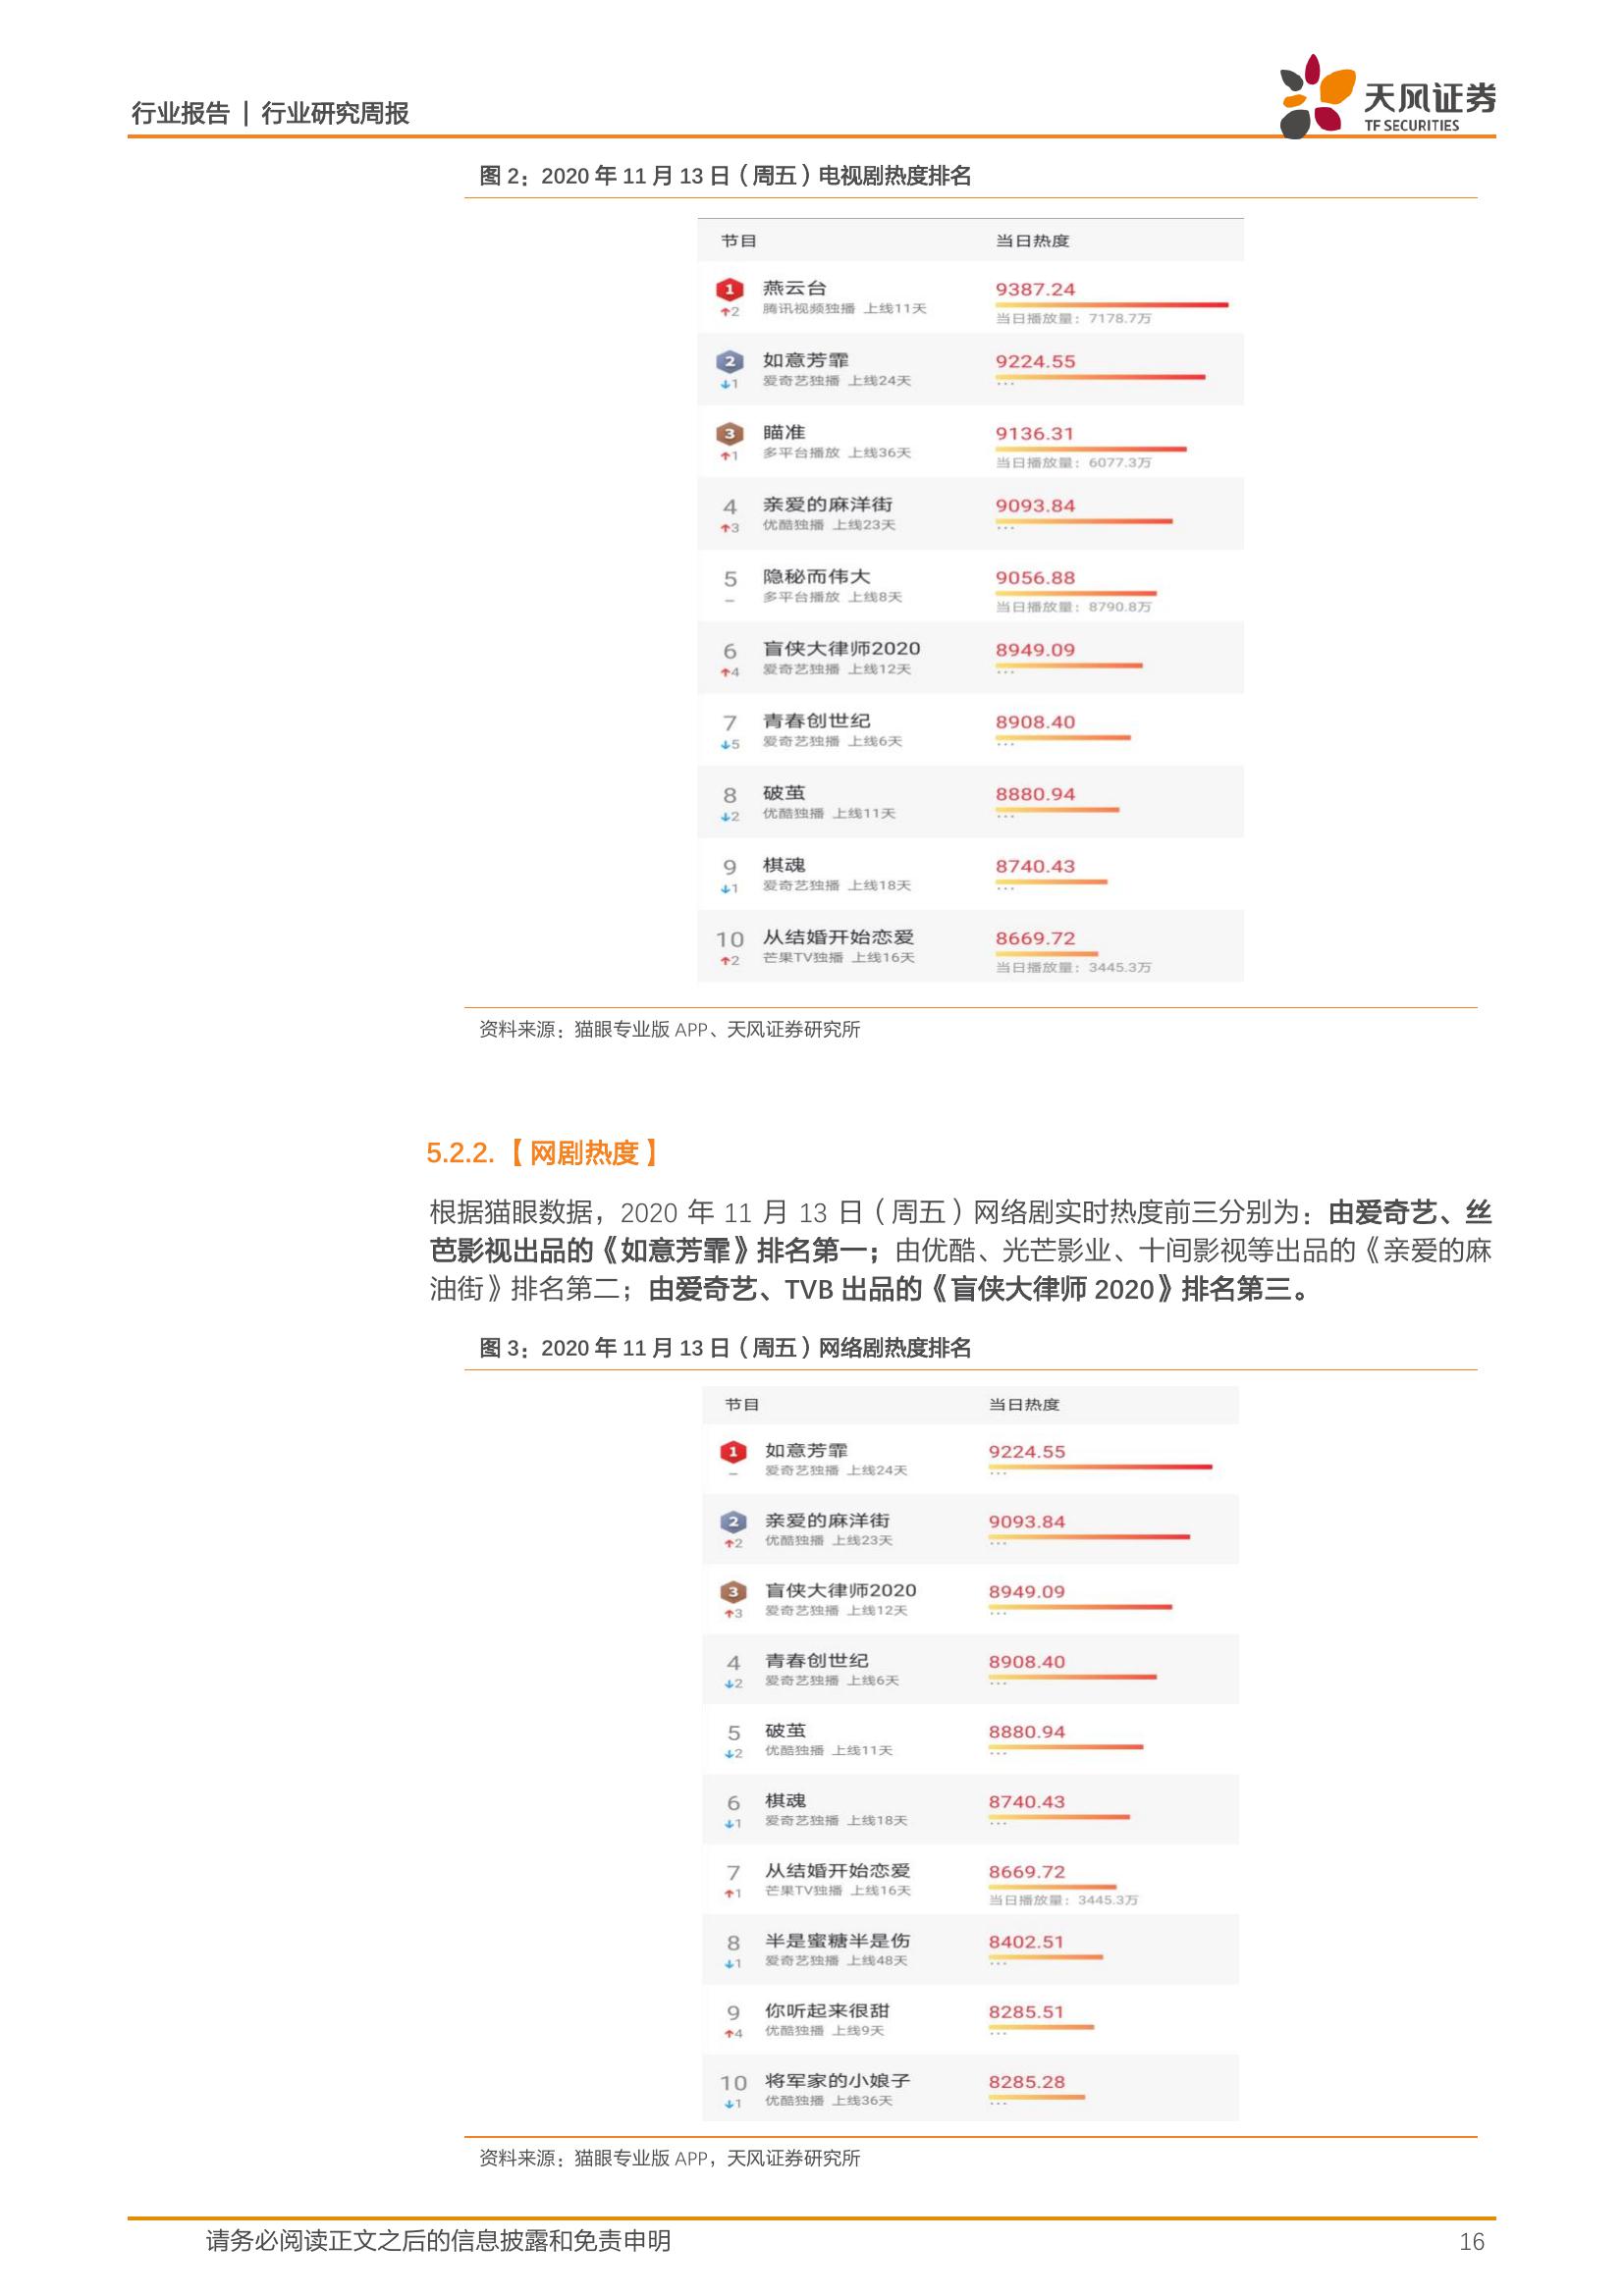 行业报告 | 行业研究周报
天风证券
TF SECURITIES
图 2：2020 年 11 月 13 日（周五）电视剧热度排名
节目 当日热度
1 燕云台 9387.24
↑2 腾讯视频独播 上线11天 当日播放量：7178.7万
2 如意芳霏 9224.55
↓1 爱奇艺独播 上线24天 ...
3 瞄准 9136.31
↑1 多平台播放 上线36天 当日播放量：6077.3万
4 亲爱的麻洋街 9093.84
↑3 优酷独播 上线23天 ...
5 隐秘而伟大 9056.88
– 多平台播放 上线8天 当日播放量：8790.8万
6 盲侠大律师2020 8949.09
↑4 爱奇艺独播 上线12天 ...
7 青春创世纪 8908.40
↓5 爱奇艺独播 上线6天 ...
8 破茧 8880.94
↓2 优酷独播 上线11天 ...
9 棋魂 8740.43
↓1 爱奇艺独播 上线18天 ...
10 从结婚开始恋爱 8669.72
↑2 芒果TV独播 上线16天 当日播放量：3445.3万
资料来源：猫眼专业版 APP、天风证券研究所
5.2.2.【网剧热度】
根据猫眼数据，2020 年 11 月 13 日（周五）网络剧实时热度前三分别为：由爱奇艺、丝
芭影视出品的《如意芳霏》排名第一；由优酷、光芒影业、十间影视等出品的《亲爱的麻
油街》排名第二；由爱奇艺、TVB 出品的《盲侠大律师 2020》排名第三。
图 3：2020 年 11 月 13 日（周五）网络剧热度排名
节目 当日热度
1 如意芳霏 9224.55
– 爱奇艺独播 上线24天 ...
2 亲爱的麻洋街 9093.84
↑2 优酷独播 上线23天 ...
3 盲侠大律师2020 8949.09
↑3 爱奇艺独播 上线12天 ...
4 青春创世纪 8908.40
↓2 爱奇艺独播 上线6天 ...
5 破茧 8880.94
↓2 优酷独播 上线11天 ...
6 棋魂 8740.43
↓1 爱奇艺独播 上线18天 ...
7 从结婚开始恋爱 8669.72
↑1 芒果TV独播 上线16天 当日播放量：3445.3万
8 半是蜜糖半是伤 8402.51
↓1 爱奇艺独播 上线48天 ...
9 你听起来很甜 8285.51
↑4 优酷独播 上线9天 ...
10 将军家的小娘子 8285.28
↓1 优酷独播 上线36天 ...
资料来源：猫眼专业版 APP，天风证券研究所
请务必阅读正文之后的信息披露和免责申明 16